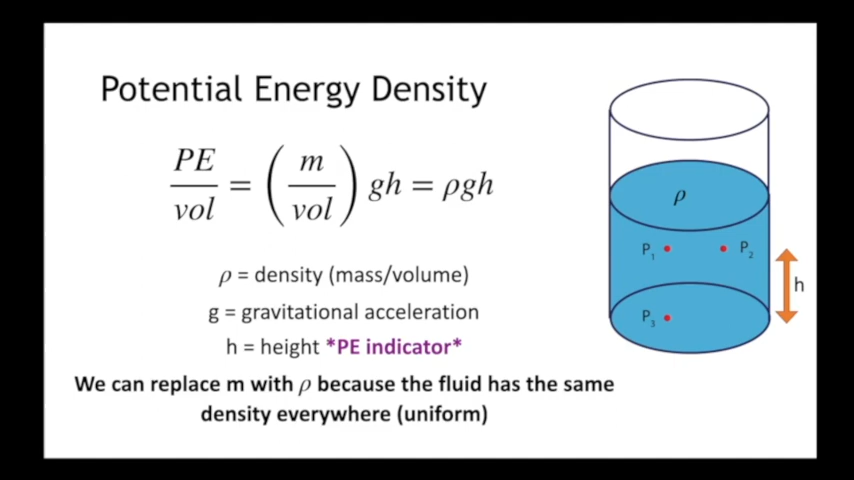 Potential Energy Density
PE/vol = (m/vol) gh = ρgh
ρ = density (mass/volume)
g = gravitational acceleration
h = height *PE indicator*
We can replace m with ρ because the fluid has the same
density everywhere (uniform)
ρ
P₁
P₂
h
P₃